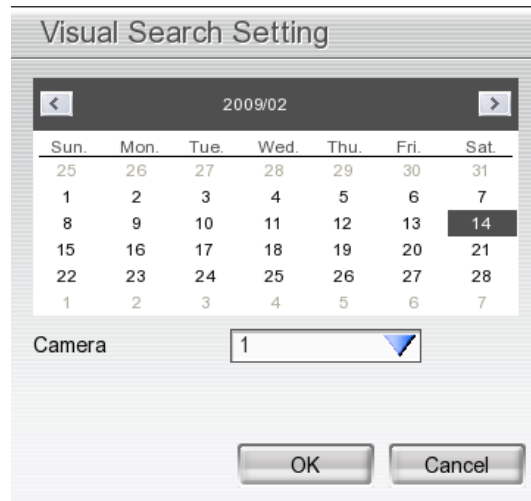 Visual Search Setting
< 2009/02 >
Sun. Mon. Tue. Wed. Thu. Fri. Sat.
25 26 27 28 29 30 31
1 2 3 4 5 6 7
8 9 10 11 12 13 14
15 16 17 18 19 20 21
22 23 24 25 26 27 28
1 2 3 4 5 6 7
Camera 1
OK Cancel